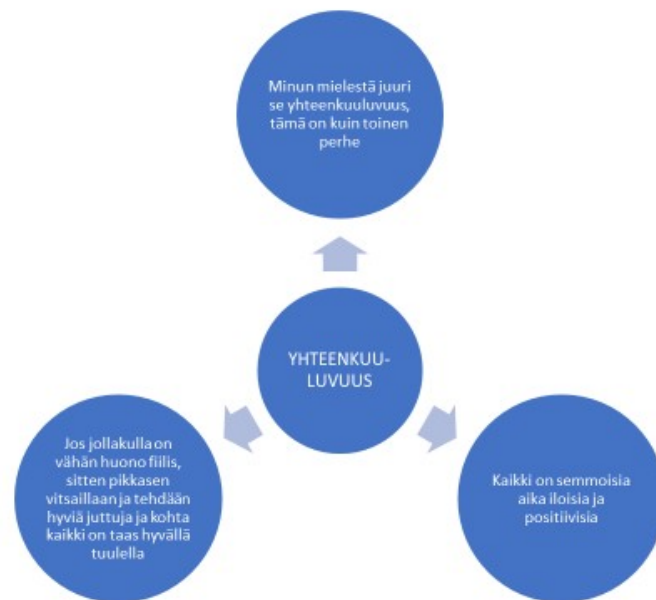 Minun mielestä juuri
se yhteenkuuluvuus,
tämä on kuin toinen
perhe
YHTEENKUU-
LUVUUS
Jos jollakulla on
vähän huono fiilis,
sitten pikkasen
vitsaillaan ja tehdään
hyviä juttuja ja kohta
kaikki on taas hyvällä
tuulella
Kaikki on semmoisia
aika iloisia ja
positiivisia